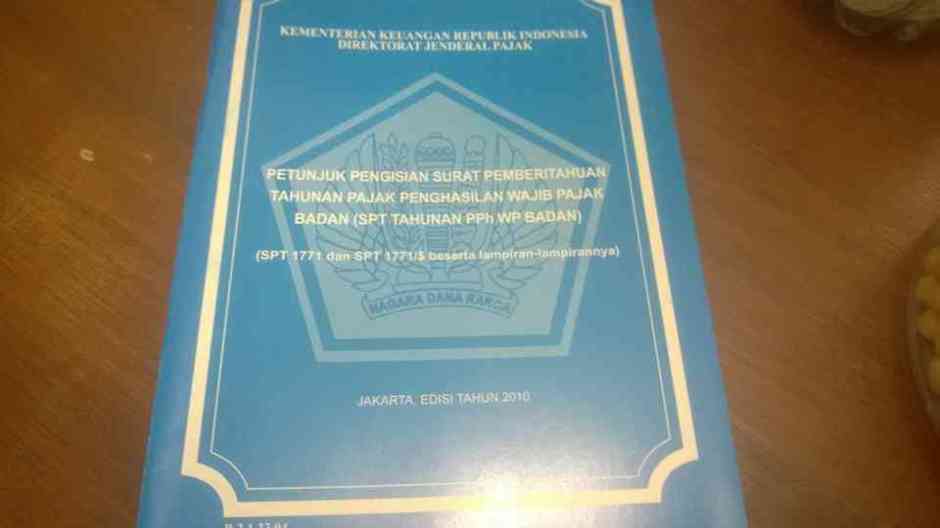 KEMENTERIAN KEUANGAN REPUBLIK INDONESIA
DIREKTORAT JENDERAL PAJAK
PETUNJUK PENGISIAN SURAT PEMBERITAHUAN
TAHUNAN PAJAK PENGHASILAN WAJIB PAJAK
BADAN (SPT TAHUNAN PPh WP BADAN)
(SPT 1771 dan SPT 1771/$ beserta lampiran-lampirannya)
NAGARA DANA RAKCA
JAKARTA, EDISI TAHUN 2010